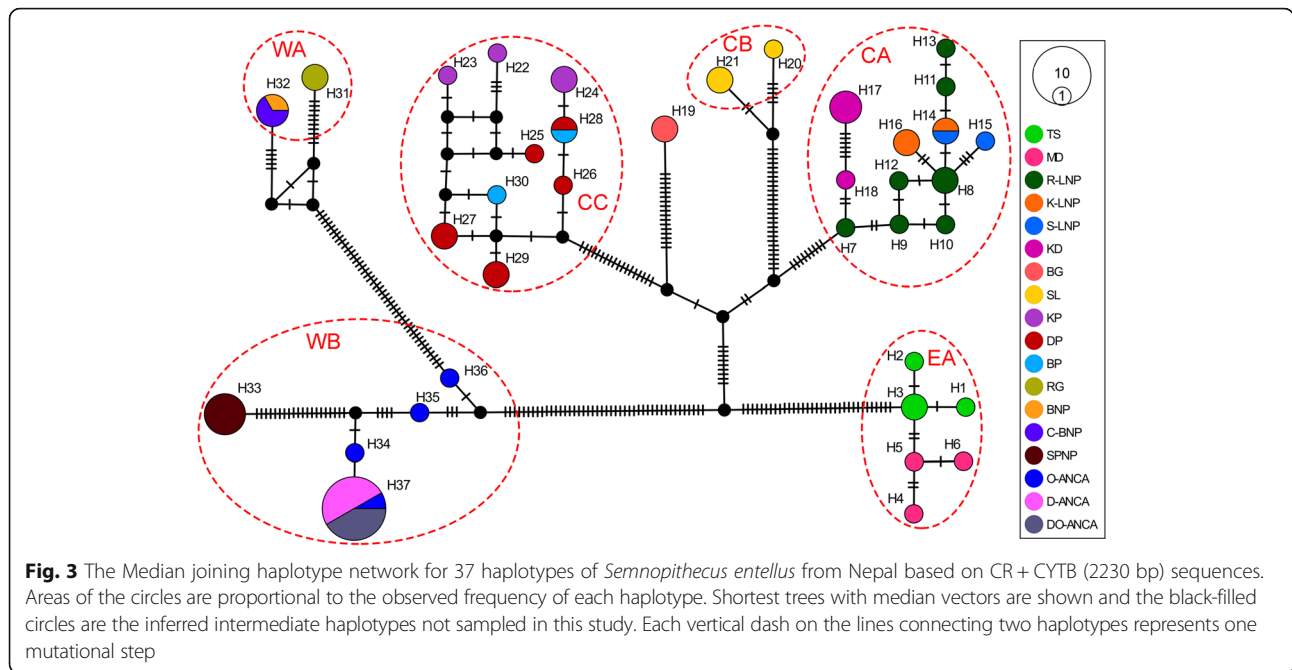 WA
H32
H31
H23
H22
H24
H28
H25
H26
H30
CC
H27
H29
CB
H21
H20
H19
CA
H13
H11
H17
H14
H16
H15
H12
H8
H18
H7
H9
H10
WB
H36
H33
H35
H34
H37
EA
H2
H3
H1
H5
H6
H4
10
1
TS
MD
R-LNP
K-LNP
S-LNP
KD
BG
SL
KP
DP
BP
RG
BNP
C-BNP
SPNP
O-ANCA
D-ANCA
DO-ANCA
Fig. 3 The Median joining haplotype network for 37 haplotypes of Semnopithecus entellus from Nepal based on CR + CYTB (2230 bp) sequences.
Areas of the circles are proportional to the observed frequency of each haplotype. Shortest trees with median vectors are shown and the black-filled
circles are the inferred intermediate haplotypes not sampled in this study. Each vertical dash on the lines connecting two haplotypes represents one
mutational step